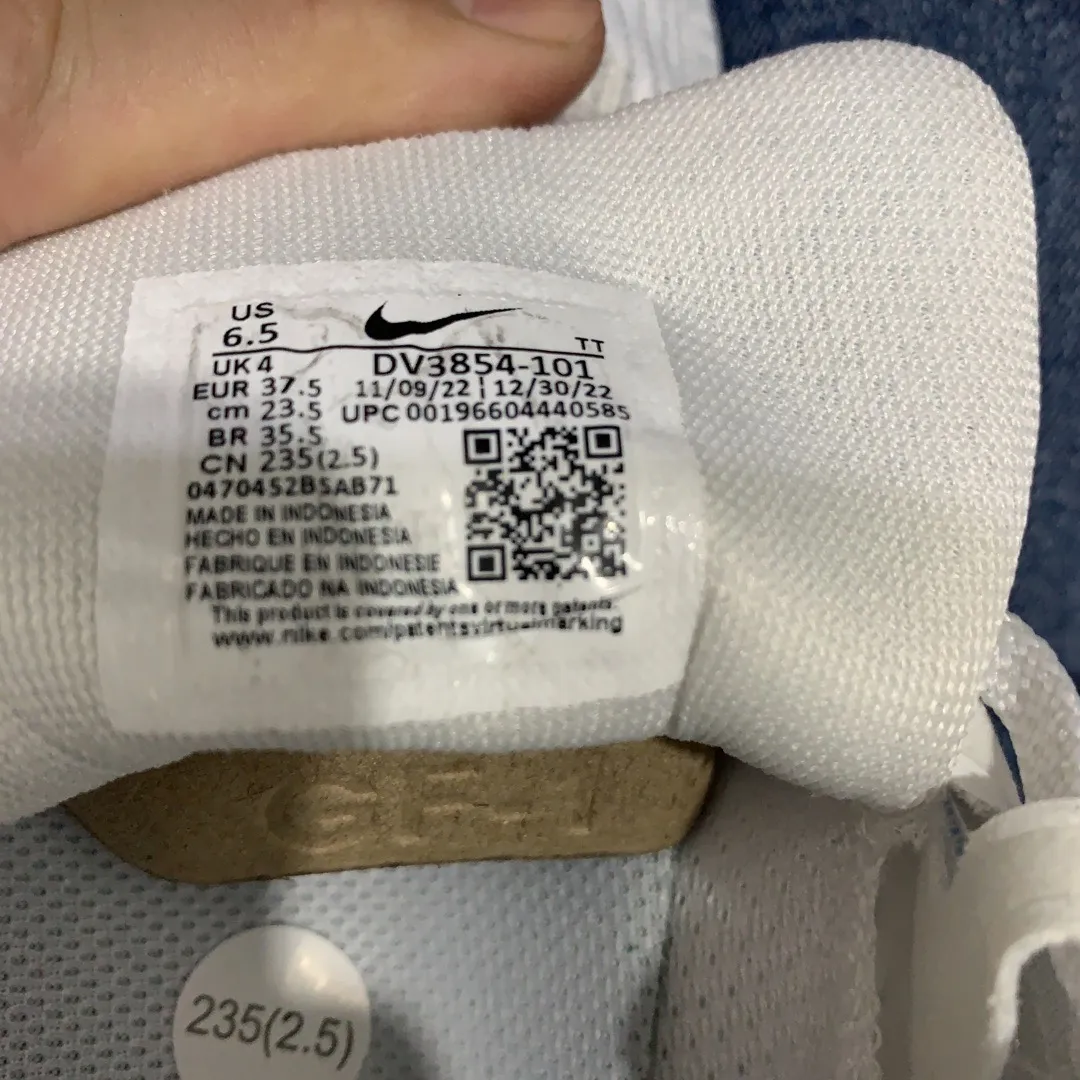 US
6.5
TT
UK 4
DV3854-101
EUR 37.5
11/09/22 | 12/30/22
cm 23.5
UPC 00196604440585
BR 35.5
CN 235(2.5)
0470452B5AB71
MADE IN INDONESIA
HECHO EN INDONESIA
FABRIQUE EN INDONESIE
FABRICADO NA INDONESIA
This product is covered by one or more patents.
www.nike.com/patentsvirtualmarking
235(2.5)